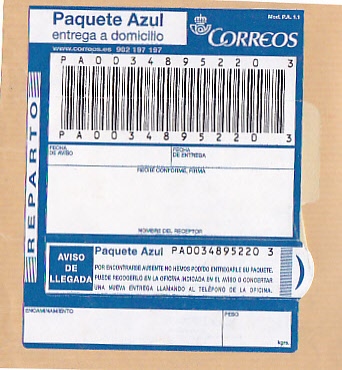 Paquete Azul
entrega a domicilio
www.correos.es 902 197 197
Mod. P.A. 1.1
CORREOS
PA0034895220 3
PA0034895220 3
REPARTO
FECHA DE AVISO
FECHA DE ENTREGA
RECIBÍ CONFORME, FIRMA
NOMBRE DEL RECEPTOR
AVISO DE LLEGADA
Paquete Azul PA0034895220 3
POR ENCONTRARSE AUSENTE NO HEMOS PODIDO ENTREGARLE SU PAQUETE.
PUEDE RECOGERLO EN LA OFICINA INDICADA EN EL AVISO O CONCERTAR
UNA NUEVA ENTREGA LLAMANDO AL TELÉFONO DE LA OFICINA.
ENCAMINAMIENTO
PESO
kgrs.